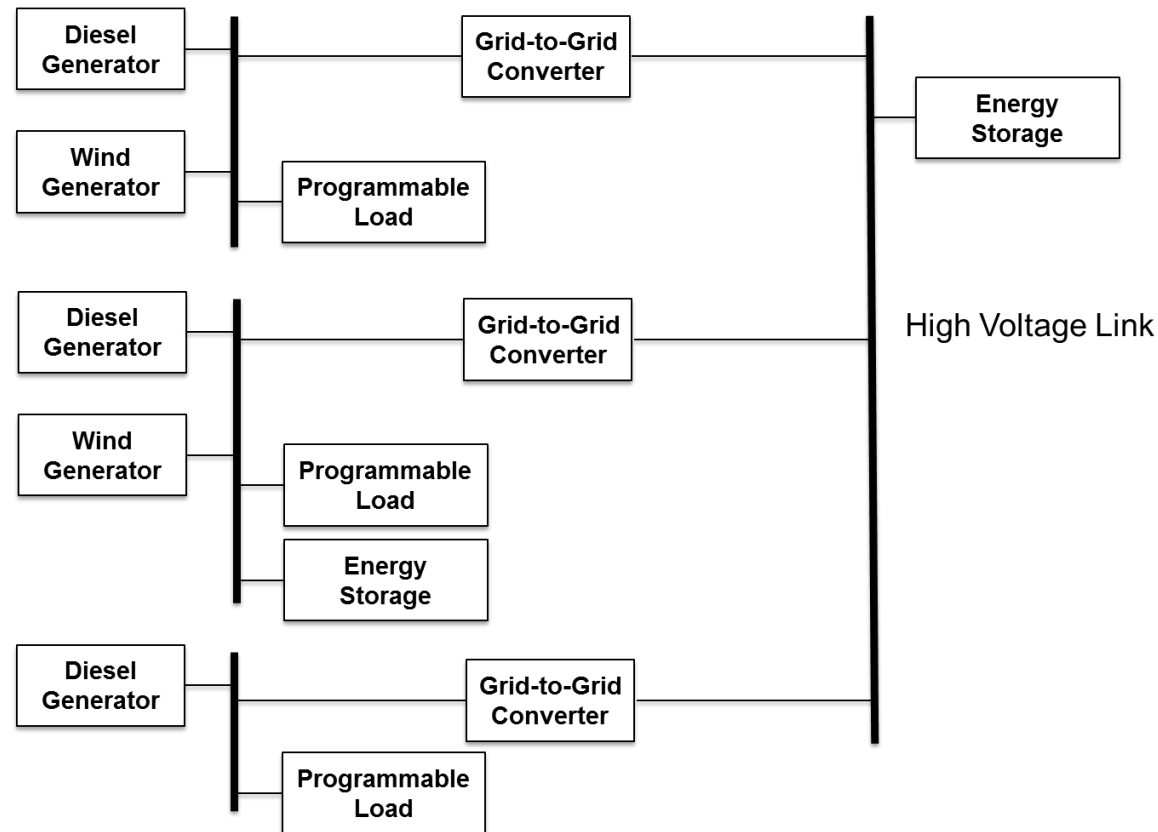 Diesel
Generator
Grid-to-Grid
Converter
Energy
Storage
Wind
Generator
Programmable
Load
Diesel
Generator
Grid-to-Grid
Converter
High Voltage Link
Wind
Generator
Programmable
Load
Energy
Storage
Diesel
Generator
Grid-to-Grid
Converter
Programmable
Load